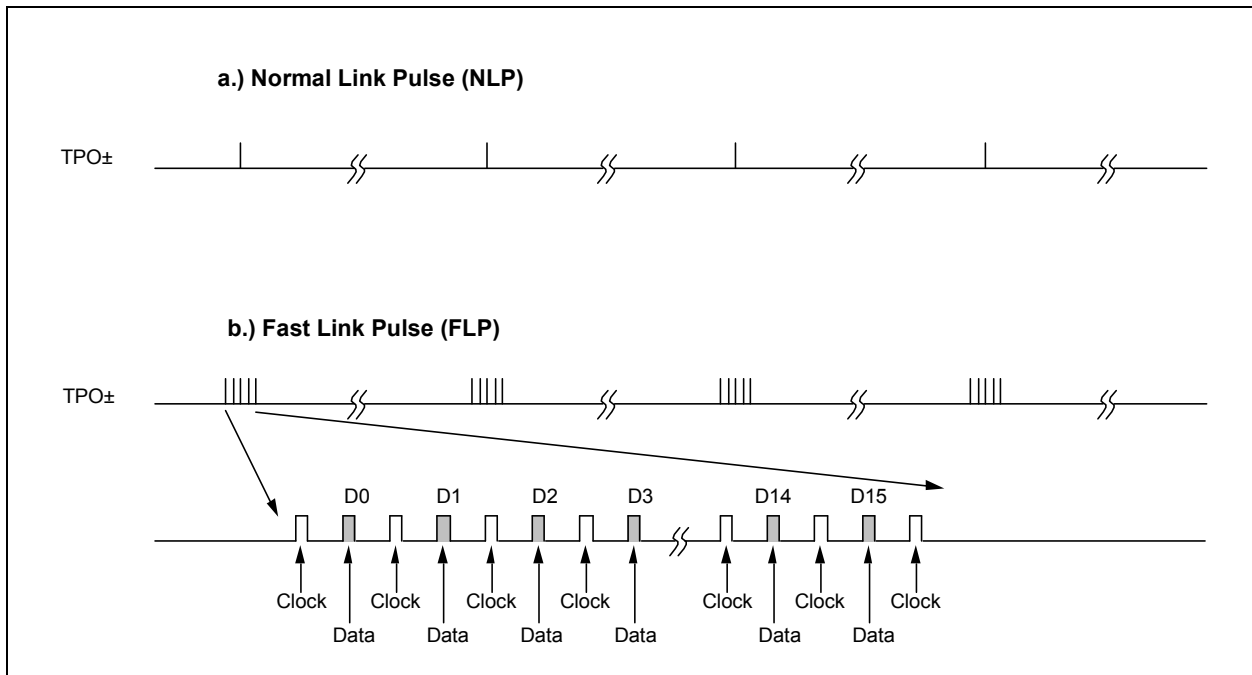 a.) Normal Link Pulse (NLP)
TPO±
b.) Fast Link Pulse (FLP)
TPO±
D0 D1 D2 D3 D14 D15
Clock Clock Clock Clock Clock Clock Clock
Data Data Data Data Data Data